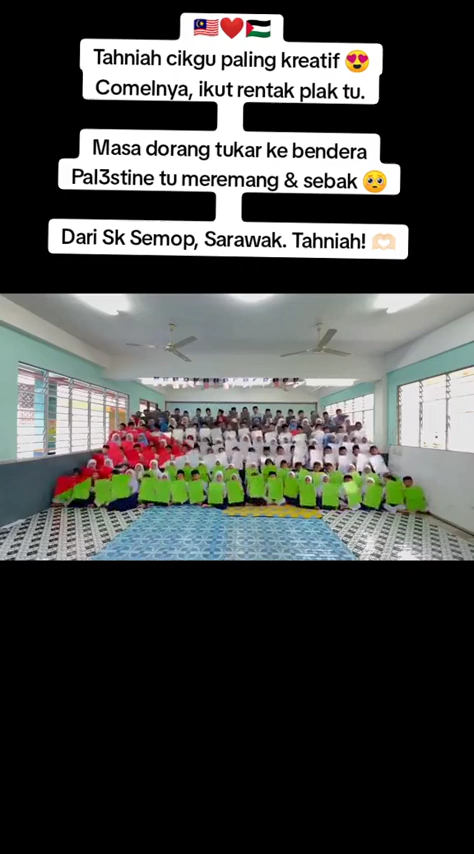 🇲🇾❤️🇵🇸
Tahniah cikgu paling kreatif 😍
Comelnya, ikut rentak plak tu.
Masa dorang tukar ke bendera
Pal3stine tu meremang & sebak 🥺
Dari Sk Semop, Sarawak. Tahniah! 🫶🏻